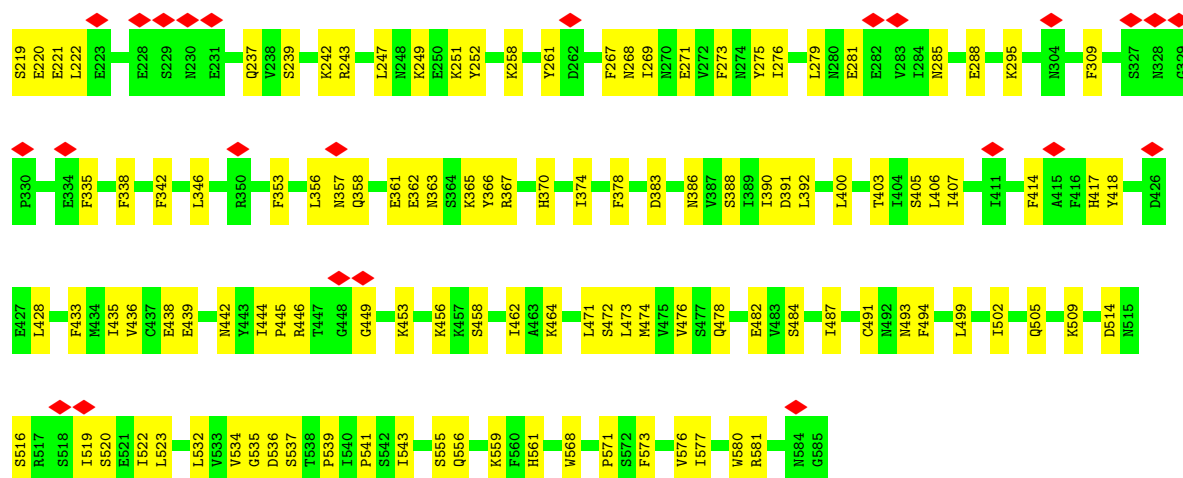 S219 E220 E221 L222 E223 E228 S229 N230 E231 Q237 V238 S239 K242 R243 L247 N248 K249 E250 K251 Y252 K258 Y261 D262 F267 N268 I269 N270 E271 V272 F273 N274 Y275 I276 L279 N280 E281 E282 V283 I284 N285 E288 K295 N304 F309 S327 N328 G329
P330 E334 F335 F338 F342 L346 R350 F353 L356 N357 Q358 E361 E362 N363 S364 K365 Y366 R367 H370 I374 F378 D383 N386 V387 S388 I389 I390 D391 L392 L400 T403 I404 S405 L406 I407 I411 F414 A415 F416 H417 Y418 D426
E427 L428 F433 M434 I435 V436 C437 E438 E439 N442 Y443 I444 P445 R446 T447 G448 G449 K453 K456 K457 S458 I462 A463 K464 L471 S472 L473 M474 V475 V476 S477 Q478 E482 V483 S484 I487 C491 N492 N493 F494 L499 I502 Q505 K509 D514 N515
S516 R517 S518 I519 S520 E521 I522 L523 L532 V533 V534 G535 D536 S537 T538 P539 I540 P541 S542 I543 S555 Q556 K559 F560 H561 W568 P571 S572 F573 V576 I577 W580 R581 N584 G585